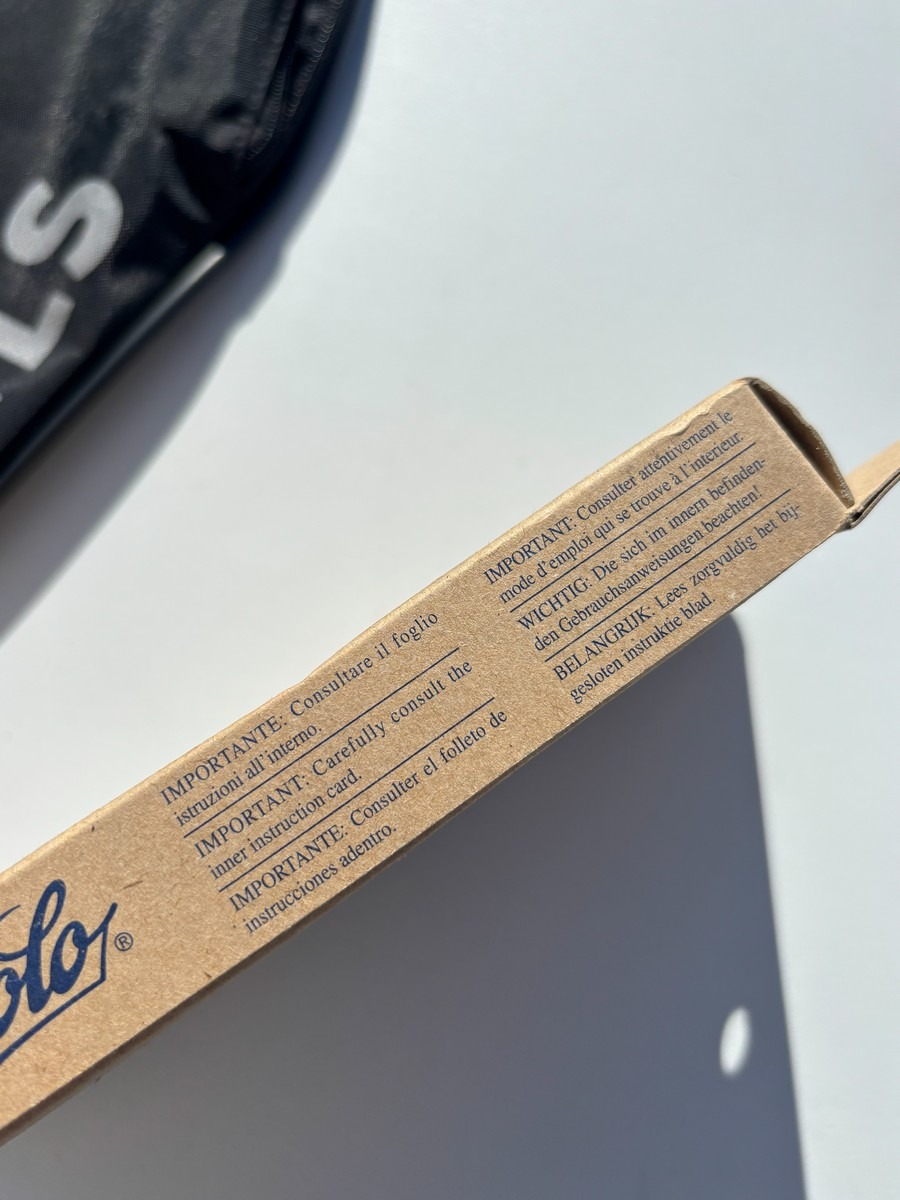 LS
IMPORTANTE: Consultare il foglio
istruzioni all'interno.
IMPORTANT: Carefully consult the
inner instruction card.
IMPORTANTE: Consulter el folleto de
instrucciones adentro.
IMPORTANT: Consulter attentivement le
mode d'emploi qui se trouve à l'interieur.
WICHTIG: Die sich im innern befinden-
den Gebrauchsanweisungen beachten!
BELANGRIJK: Lees zorgvuldig het bij-
gesloten instruktie blad.
olo®